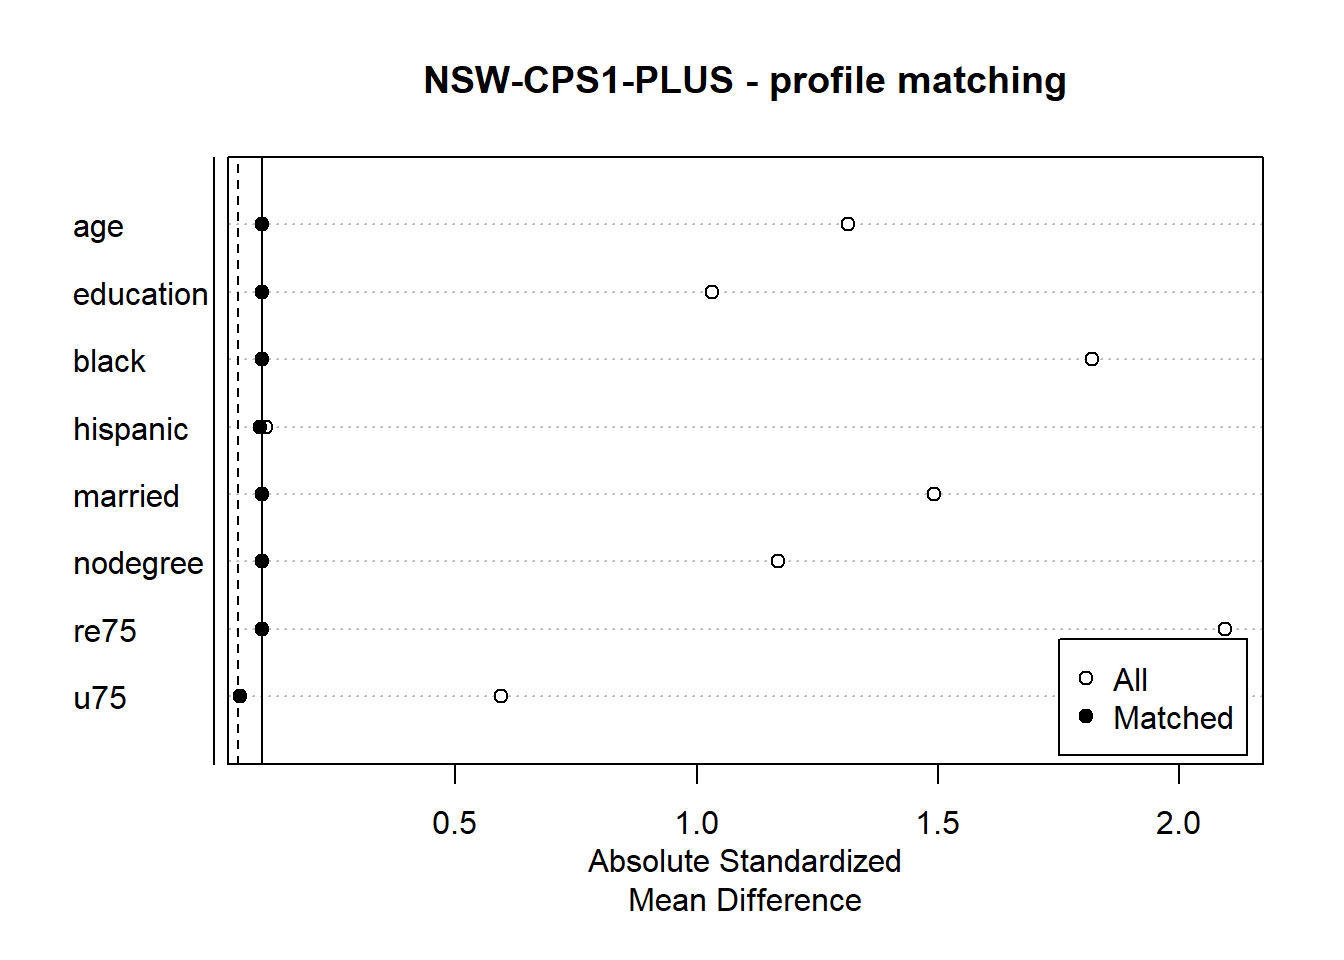 NSW-CPS1-PLUS - profile matching
age
education
black
hispanic
married
nodegree
re75
u75
All
Matched
0.5 1.0 1.5 2.0
Absolute Standardized
Mean Difference